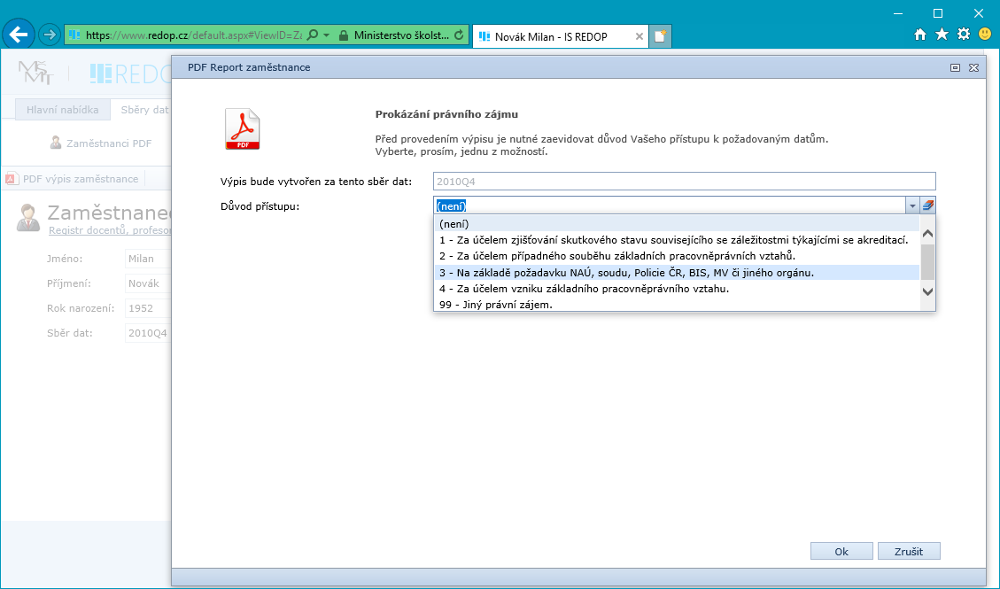 https://www.redop.cz/default.aspx#ViewID=Za
Ministerstvo školst...
Novák Milan - IS REDOP
MŠMT
REDO
PDF Report zaměstnance
Hlavní nabídka
Sběry dat
Zaměstnanci PDF
PDF výpis zaměstnance
Zaměstnanec
Registr docentů, profesor
Jméno:
Milan
Příjmení:
Novák
Rok narození:
1952
Sběr dat:
2010Q4
PDF
Prokázání právního zájmu
Před provedením výpisu je nutné zaevidovat důvod Vašeho přístupu k požadovaným datům.
Vyberte, prosím, jednu z možností.
Výpis bude vytvořen za tento sběr dat:
2010Q4
Důvod přístupu:
(není)
(není)
1 - Za účelem zjišťování skutkového stavu souvisejícího se záležitostmi týkajícími se akreditací.
2 - Za účelem případného souběhu základních pracovněprávních vztahů.
3 - Na základě požadavku NAÚ, soudu, Policie ČR, BIS, MV či jiného orgánu.
4 - Za účelem vzniku základního pracovněprávního vztahu.
99 - Jiný právní zájem.
Ok
Zrušit